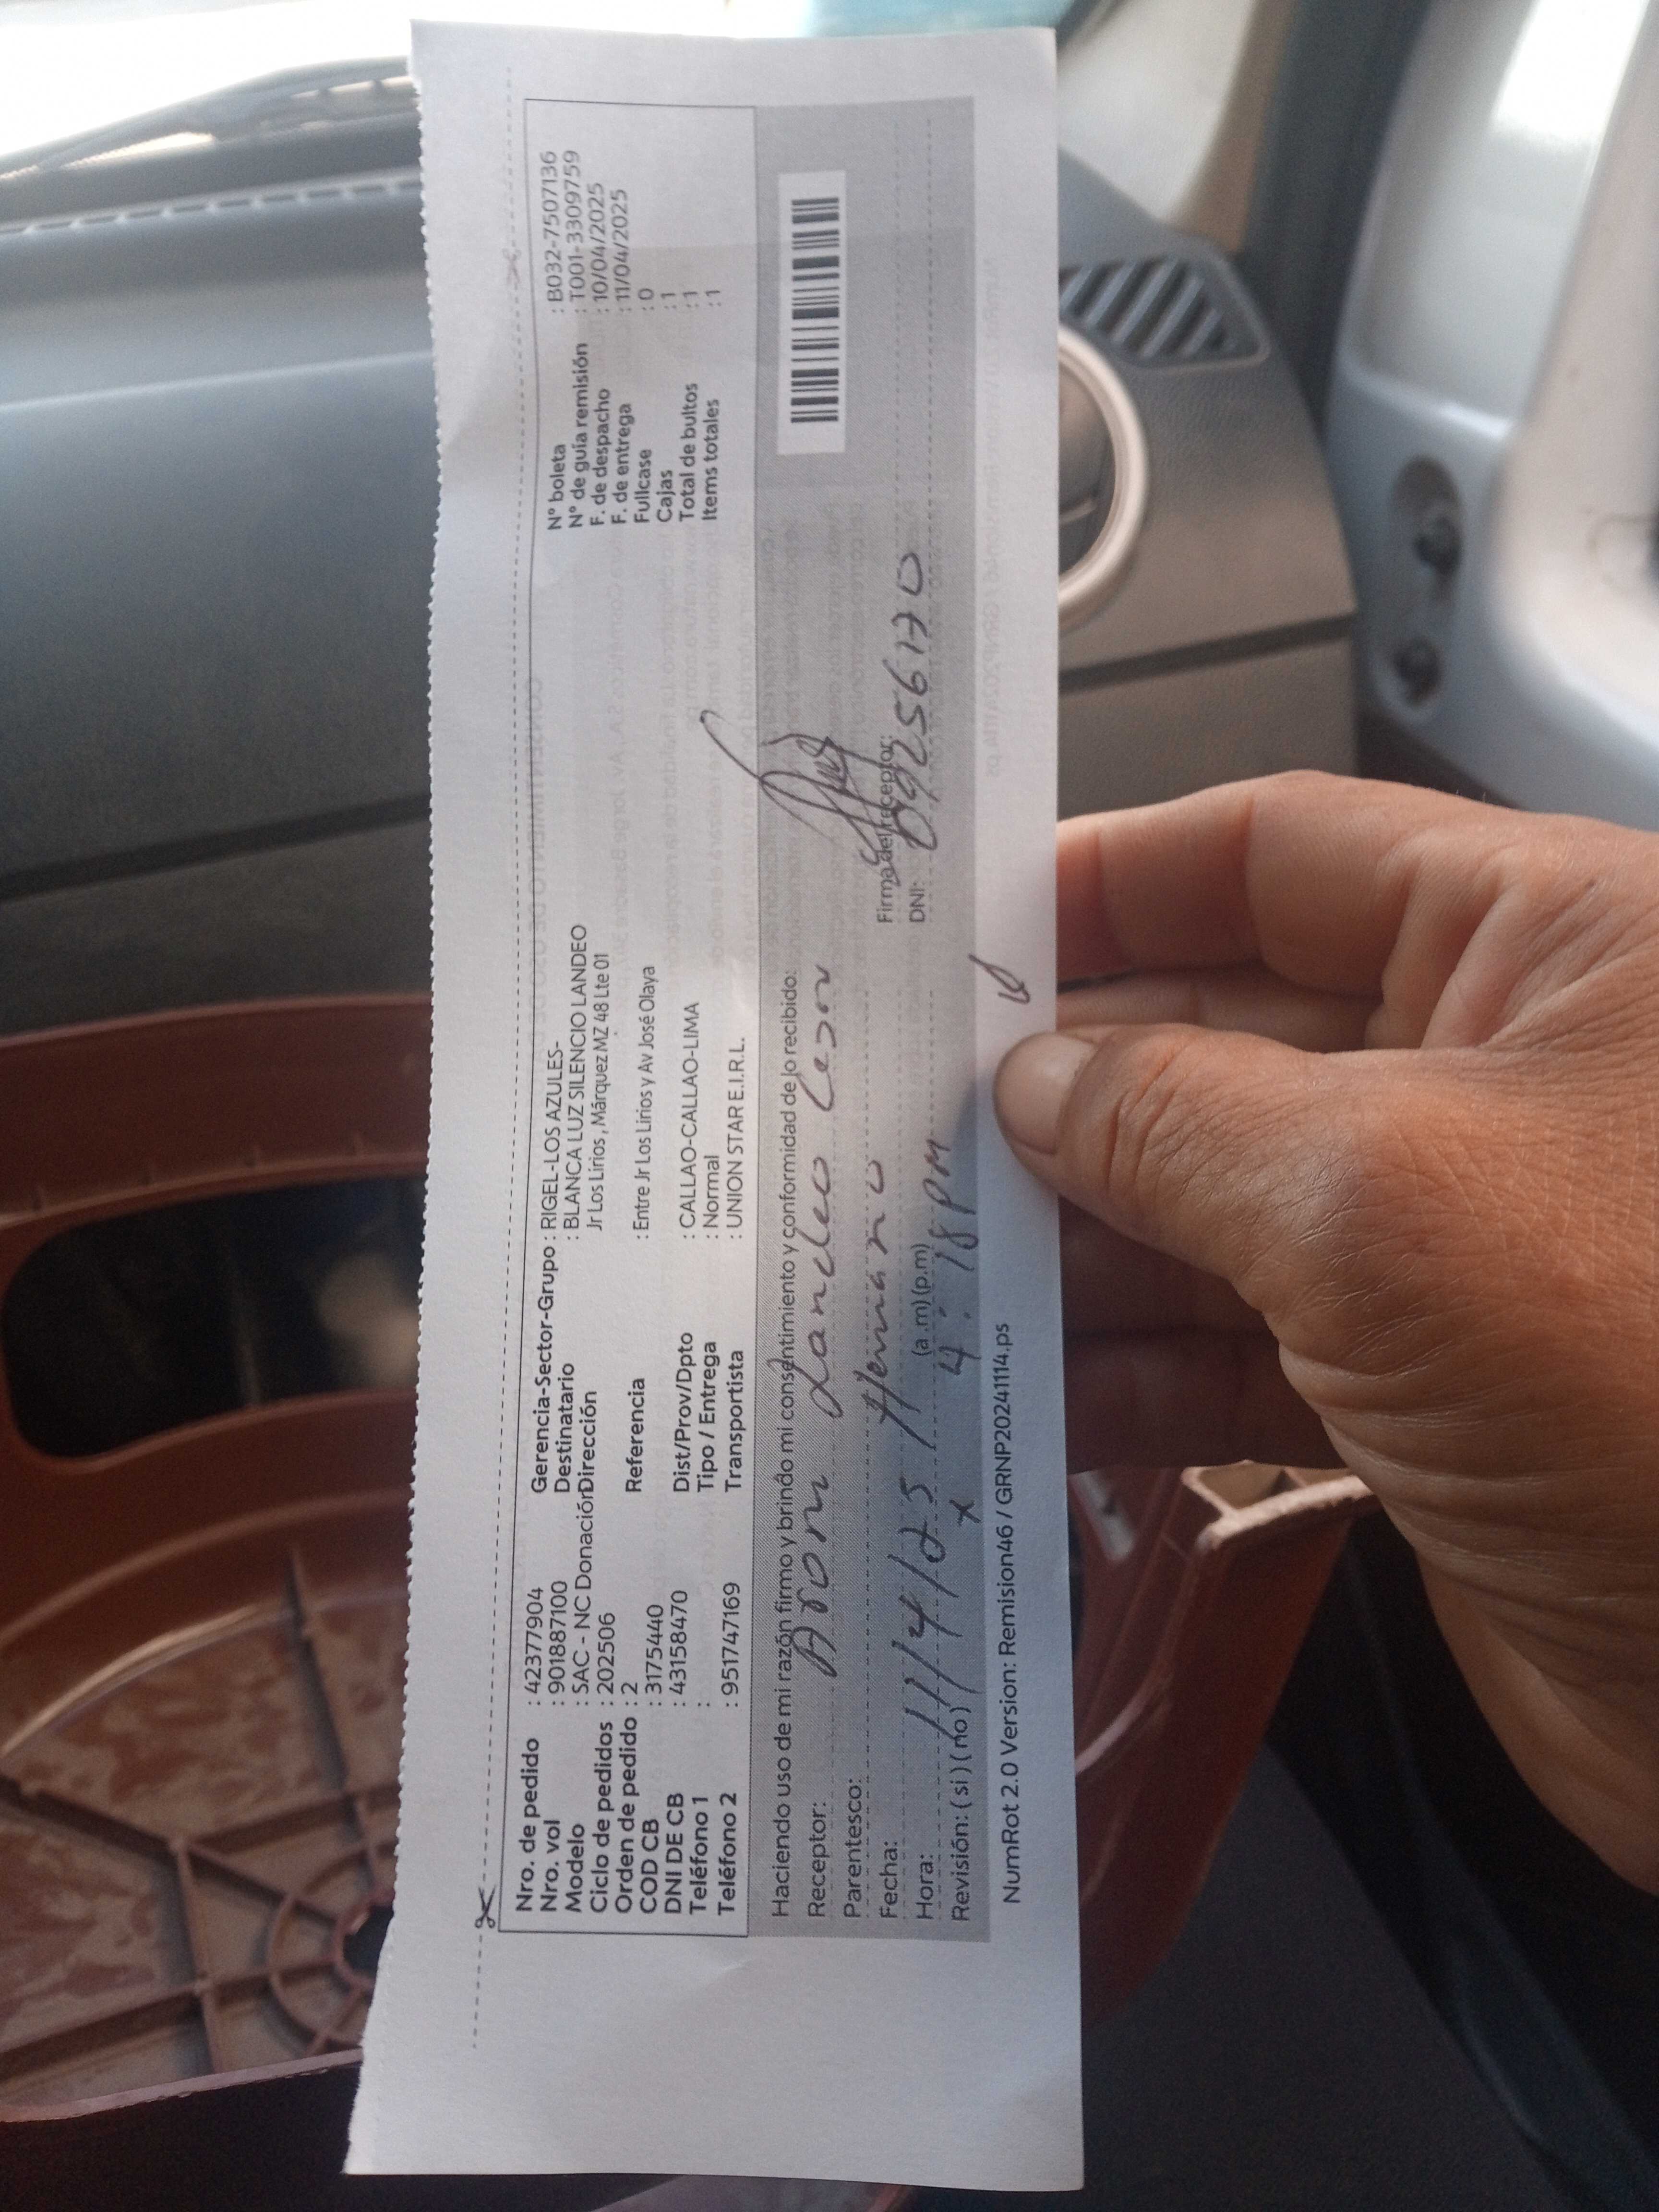 Nro. de pedido : 42377904
Nro. vol : 901887100
Modelo : SAC - NC Donación
Ciclo de pedidos : 202506
Orden de pedido : 2
COD CB : 3175440
DNI DE CB : 43158470
Teléfono 1 :
Teléfono 2 : 951747169
Gerencia-Sector-Grupo : RIGEL-LOS AZULES-
Destinatario : BLANCA LUZ SILENCIO LANDEO
Dirección Jr Los Lirios , Márquez MZ 48 Lte 01
Referencia : Entre Jr Los Lirios y Av José Olaya
Dist/Prov/Dpto : CALLAO-CALLAO-LIMA
Tipo / Entrega : Normal
Transportista : UNION STAR E.I.R.L.
N° boleta : B032-7507136
N° de guía remisión : T001-3309759
F. de despacho : 10/04/2025
F. de entrega : 11/04/2025
Fullcase : 0
Cajas : 1
Total de bultos : 1
Items totales : 1
Haciendo uso de mi razón firmo y brindo mi consentimiento y conformidad de lo recibido:
Receptor: Aron Landeo
Parentesco: Hermano
Fecha: 11/4/25
Hora: (a .m) (p.m) 4:18 PM
Revisión: ( si ) ( no ) x
Firma del receptor:
DNI:
NumRot 2.0 Version: Remision46 / GRNP20241114.ps